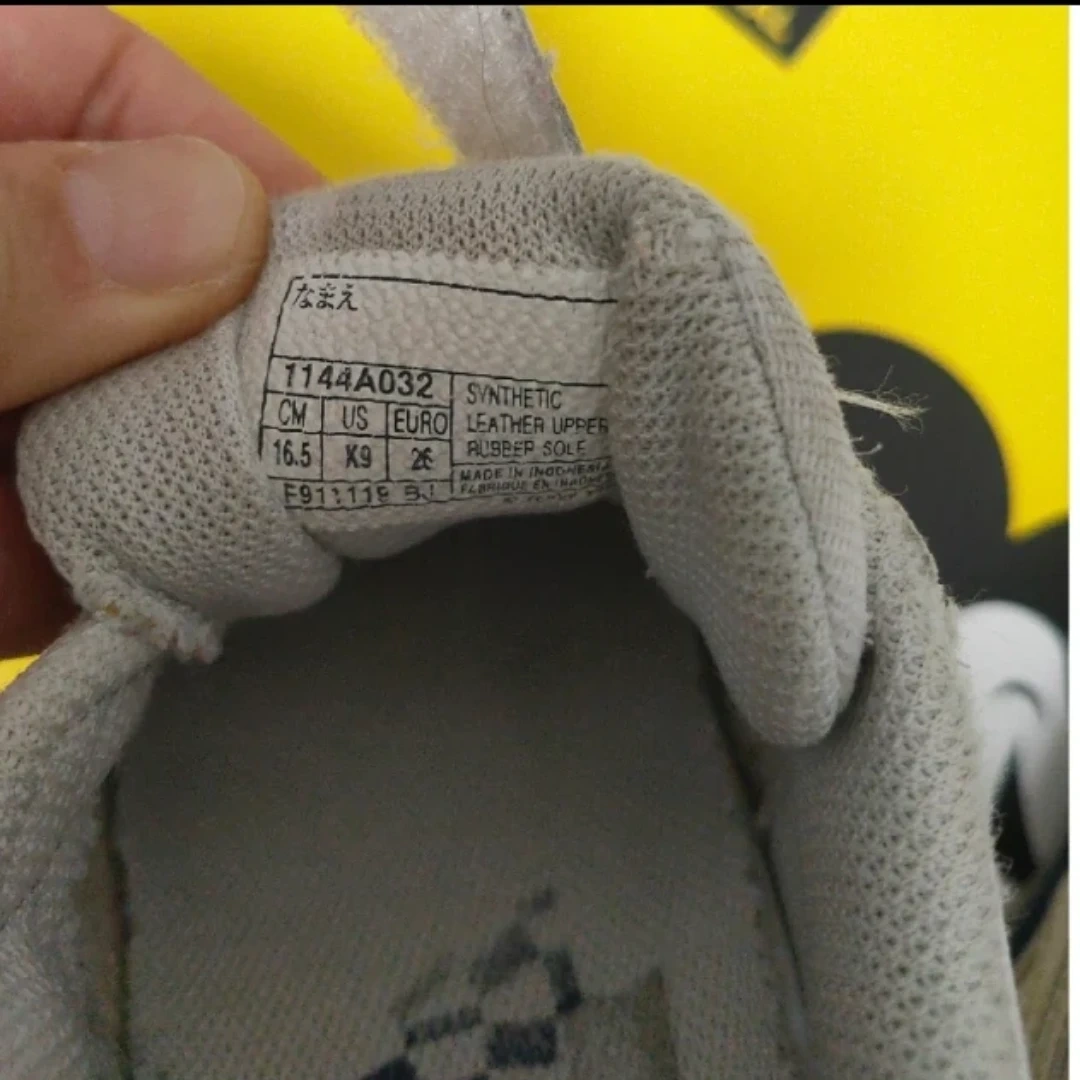 なまえ
1144A032
CM US EURO
16.5 K9 26
SYNTHETIC
LEATHER UPPER
RUBBER SOLE
MADE IN INDONESIA